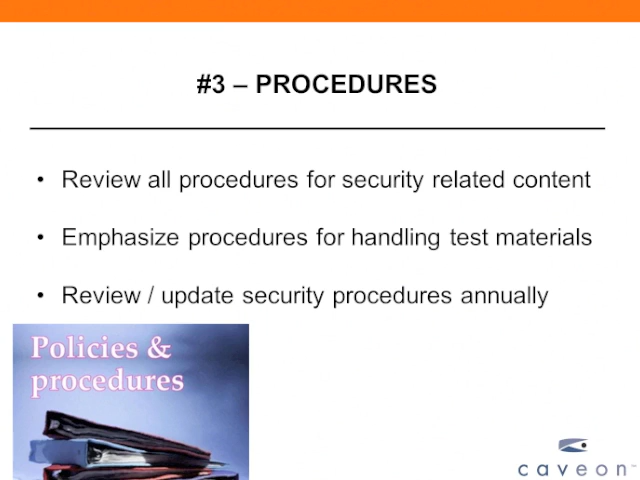 #3 – PROCEDURES
• Review all procedures for security related content
• Emphasize procedures for handling test materials
• Review / update security procedures annually
Policies &
procedures
caveon™